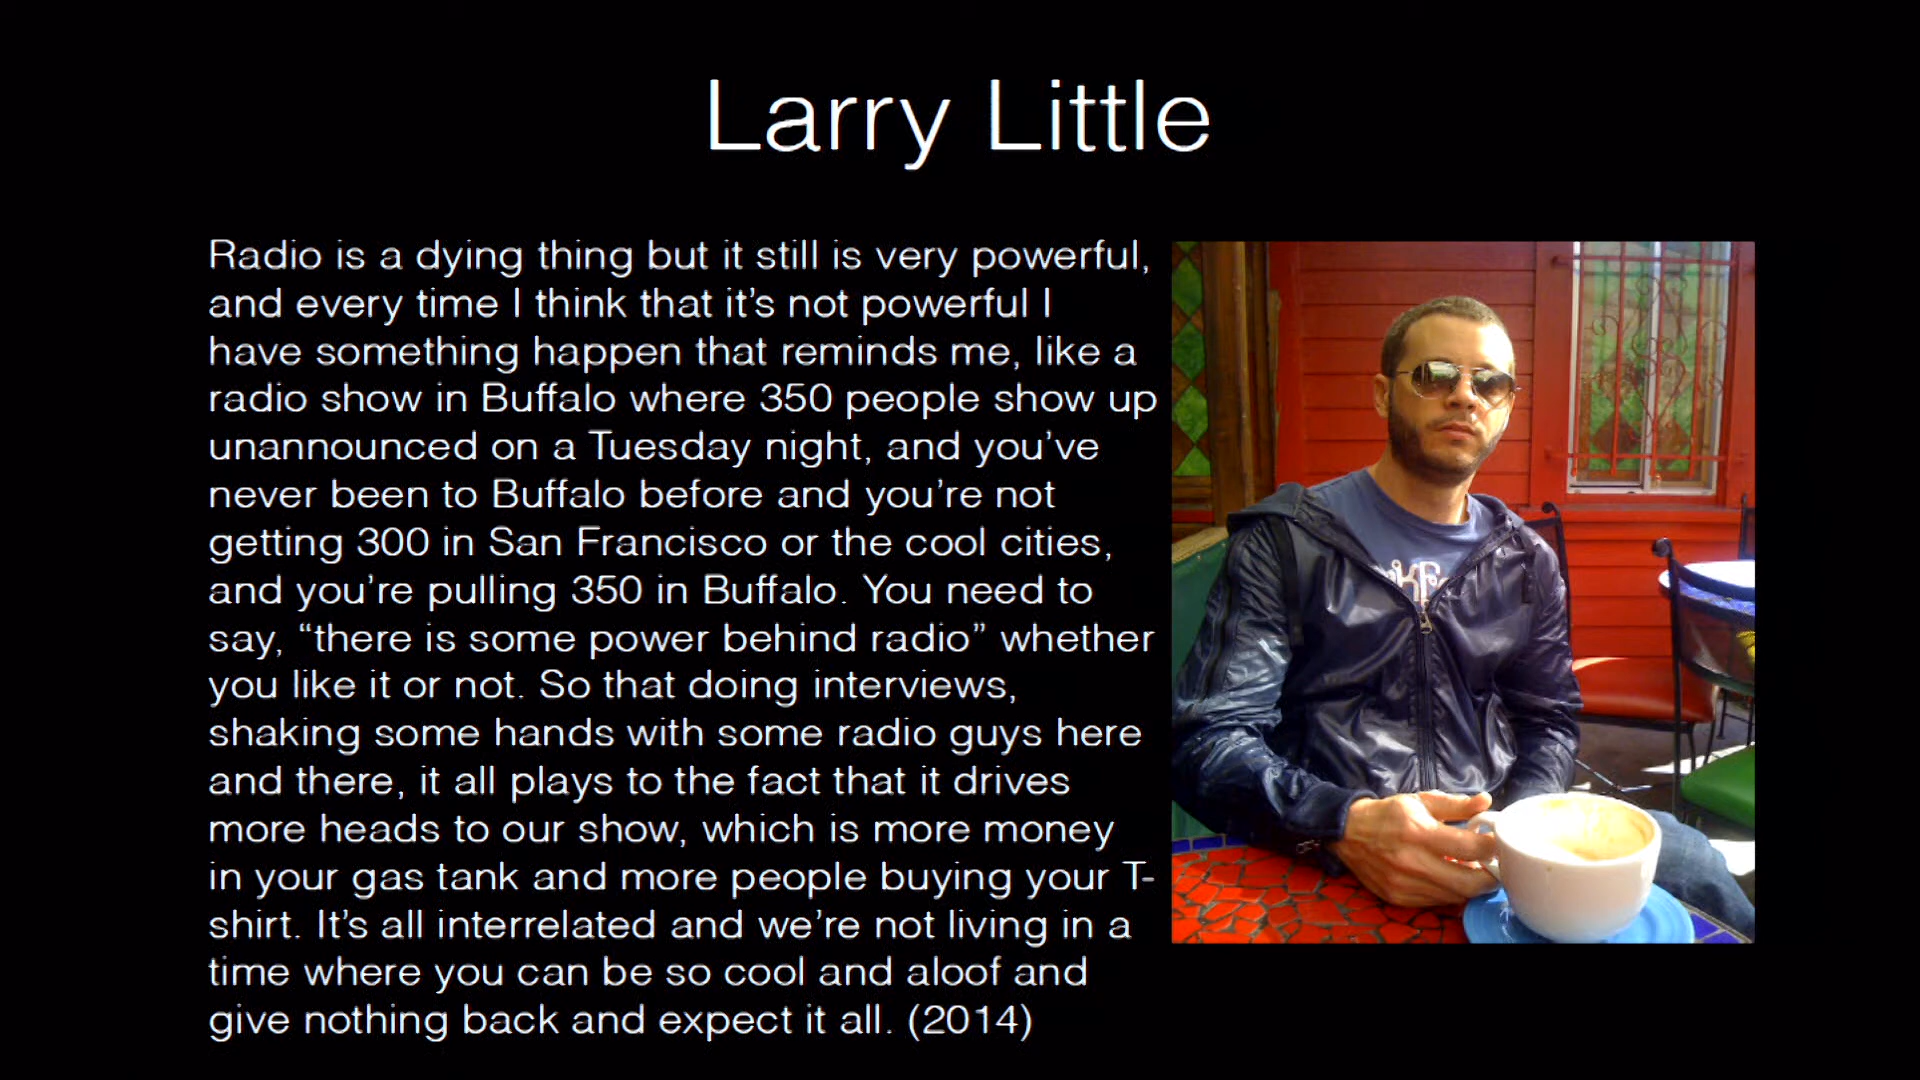 Larry Little
Radio is a dying thing but it still is very powerful,
and every time I think that it's not powerful I
have something happen that reminds me, like a
radio show in Buffalo where 350 people show up
unannounced on a Tuesday night, and you've
never been to Buffalo before and you're not
getting 300 in San Francisco or the cool cities,
and you're pulling 350 in Buffalo. You need to
say, “there is some power behind radio” whether
you like it or not. So that doing interviews,
shaking some hands with some radio guys here
and there, it all plays to the fact that it drives
more heads to our show, which is more money
in your gas tank and more people buying your T-
shirt. It's all interrelated and we're not living in a
time where you can be so cool and aloof and
give nothing back and expect it all. (2014)